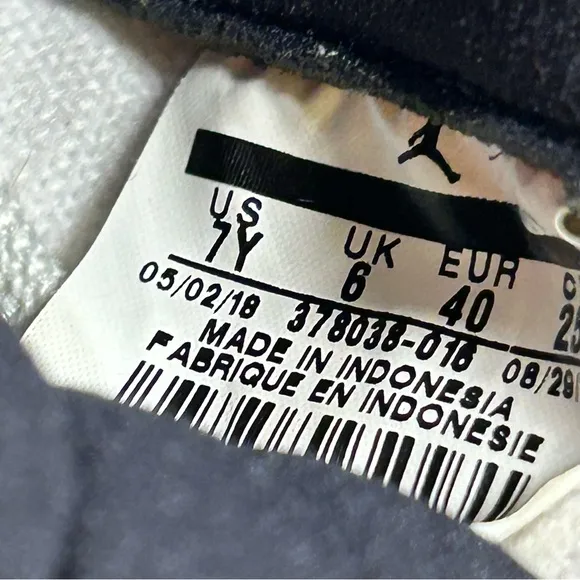 US UK EUR
7Y 6 40
05/02/18 378038-016 08/29
MADE IN INDONESIA
FABRIQUE EN INDONESIE